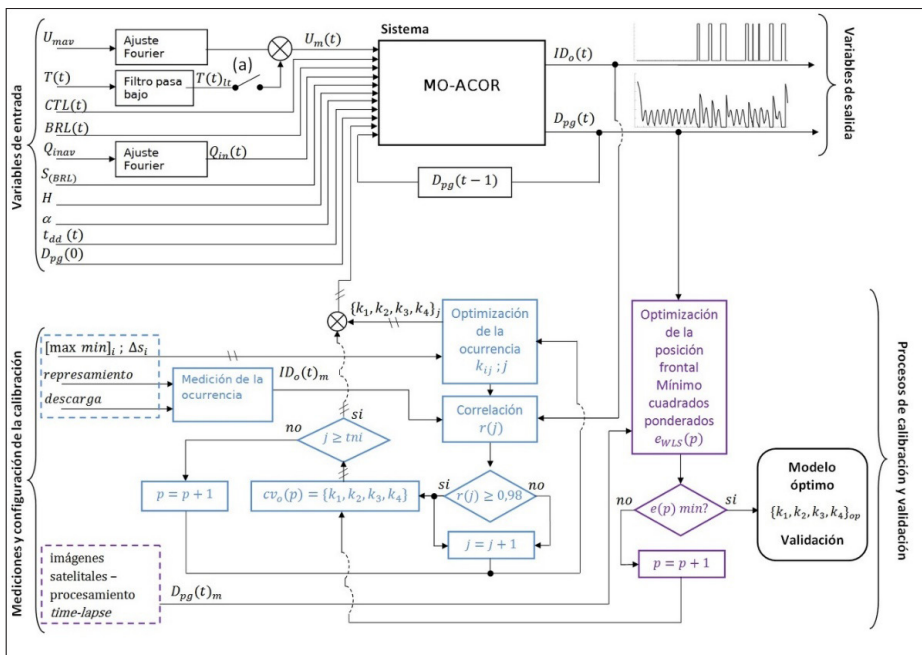 Variables de entrada
U_mav
Ajuste
Fourier
U_m(t)
T(t)
Filtro pasa
bajo
T(t)_lt
(a)
CTL(t)
BRL(t)
Q_inav
Ajuste
Fourier
Q_in(t)
S_(BRL)
H
α
t_dd (t)
D_pg(0)
Sistema
MO-ACOR
ID_o(t)
D_pg(t)
D_pg(t − 1)
Variables
de salida
Mediciones y configuración de la calibración
[max min]_i ; Δs_i
represamiento
descarga
Medición de la
ocurrencia
ID_o(t)_m
{k_1, k_2, k_3, k_4}_j
Optimización
de la
ocurrencia
k_ij ; j
Correlación
r(j)
r(j) ≥ 0,98
si
no
j = j + 1
cv_o(p) = {k_1, k_2, k_3, k_4}
j ≥ tni
si
no
p = p + 1
imágenes
satelitales –
procesamiento
time-lapse
D_pg(t)_m
Optimización
de la
posición
frontal
Mínimo
cuadrados
ponderados
e_WLS(p)
e(p) min?
no
si
p = p + 1
Modelo
óptimo
{k_1, k_2, k_3, k_4}_op
Validación
Procesos de calibración y validación